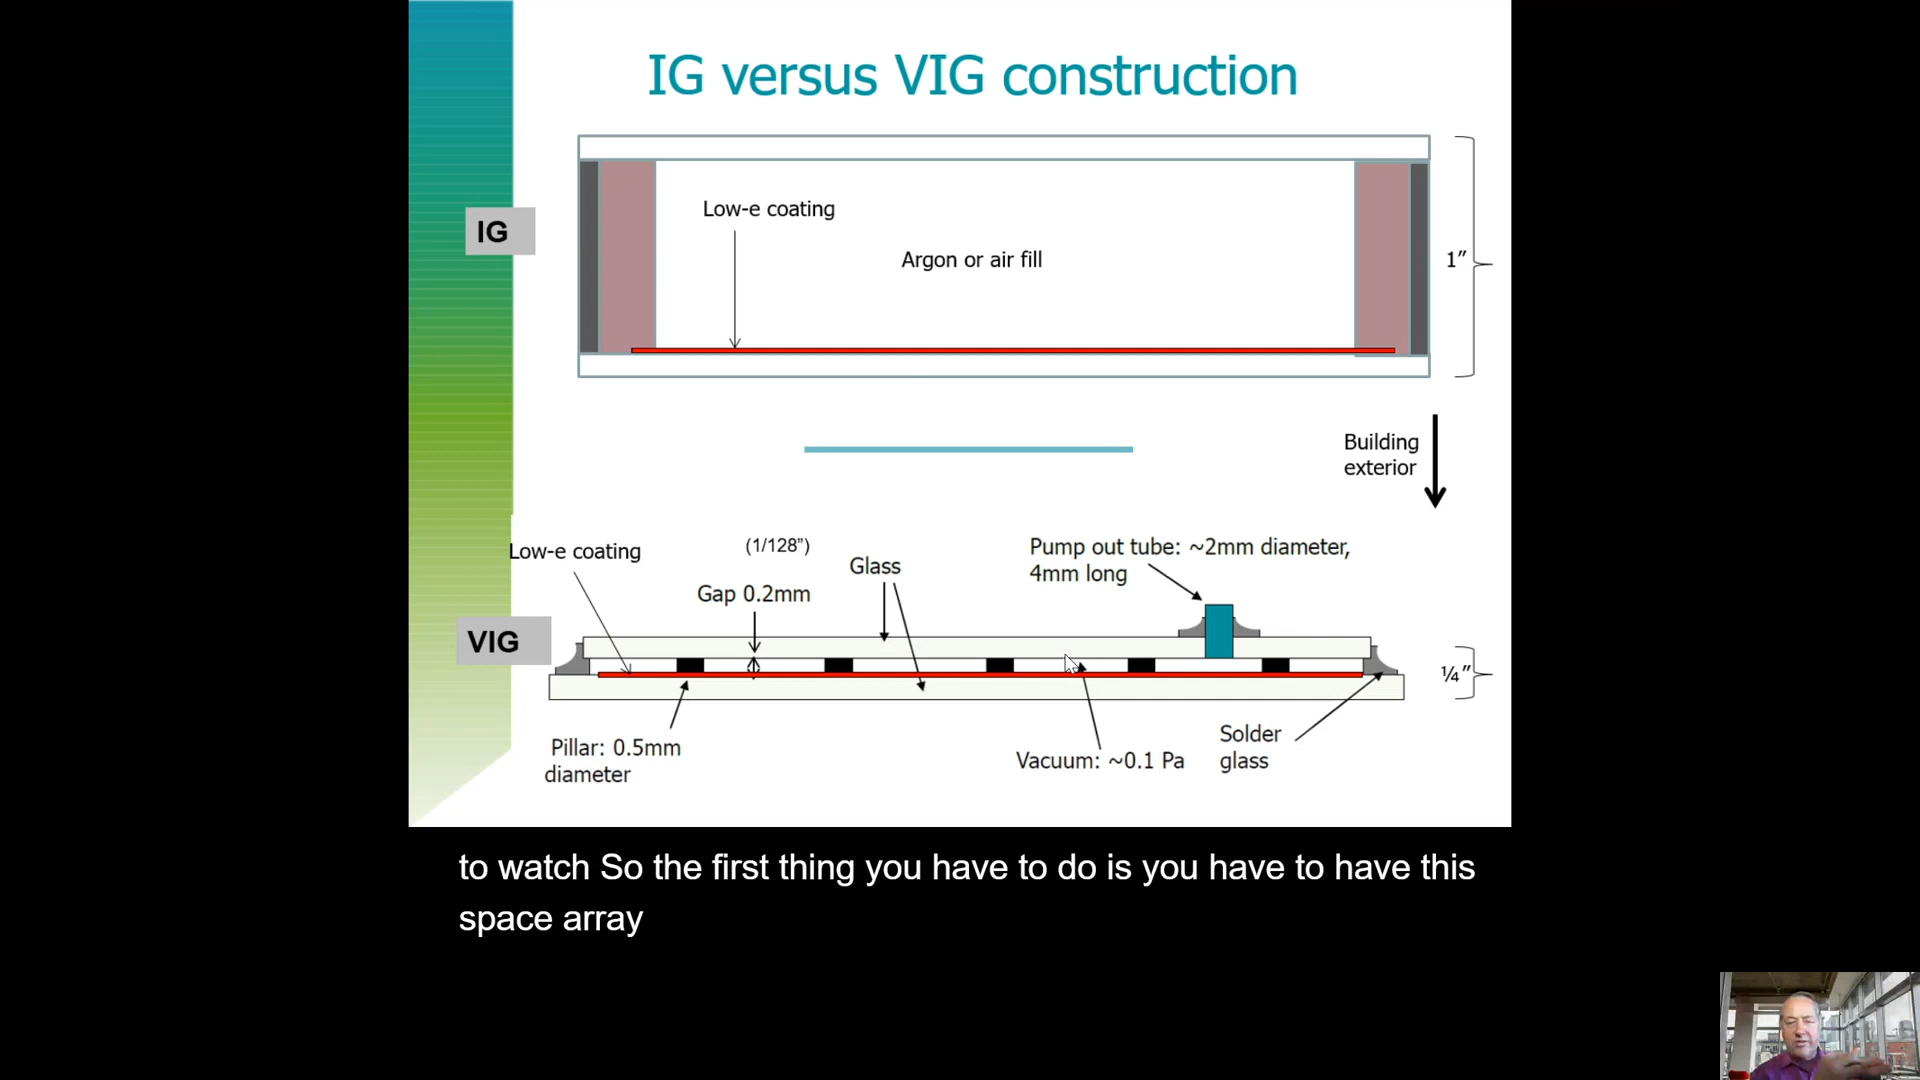 IG versus VIG construction
Low-e coating
IG
Argon or air fill
1”
Building
exterior
Low-e coating
(1/128”)
Glass
Pump out tube: ~2mm diameter,
4mm long
Gap 0.2mm
VIG
¼”
Pillar: 0.5mm
diameter
Vacuum: ~0.1 Pa
Solder
glass
to watch So the first thing you have to do is you have to have this
space array